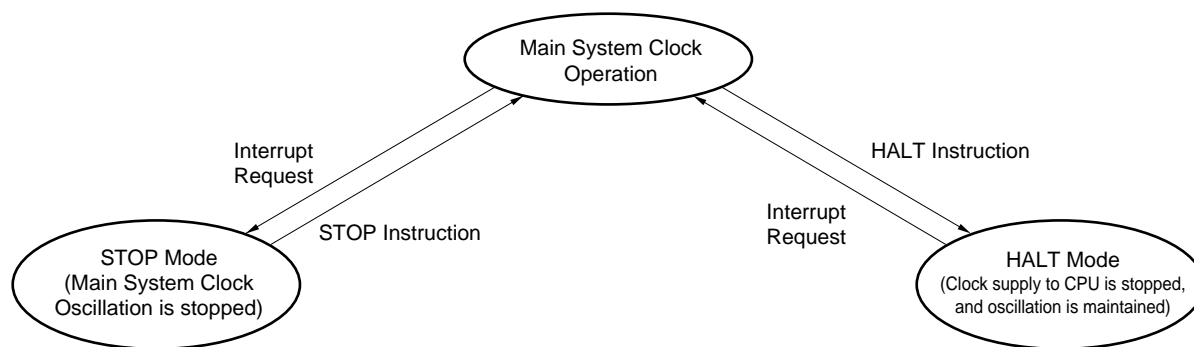 Main System Clock
Operation
Interrupt
Request
HALT Instruction
STOP Instruction
Interrupt
Request
STOP Mode
(Main System Clock
Oscillation is stopped)
HALT Mode
(Clock supply to CPU is stopped,
and oscillation is maintained)